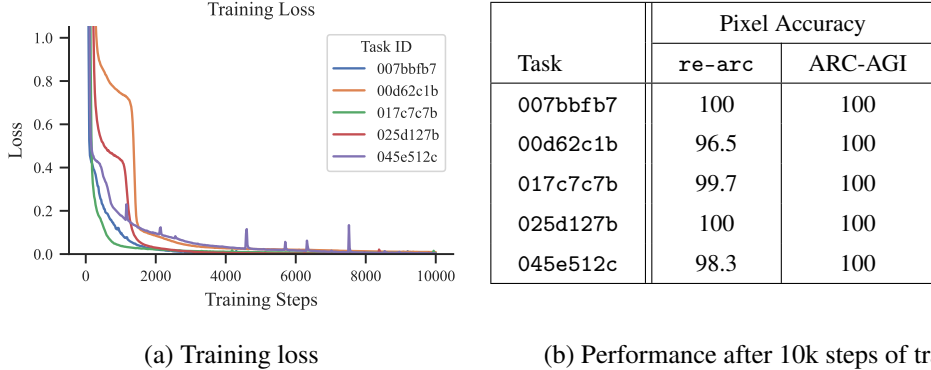 Training Loss
1.0
0.8
0.6
0.4
0.2
0.0
Loss
0 2000 4000 6000 8000 10000
Training Steps
Task ID
007bbfb7
00d62c1b
017c7c7b
025d127b
045e512c
(a) Training loss
Pixel Accuracy
Task re-arc ARC-AGI
007bbfb7 100 100
00d62c1b 96.5 100
017c7c7b 99.7 100
025d127b 100 100
045e512c 98.3 100
(b) Performance after 10k steps of tr